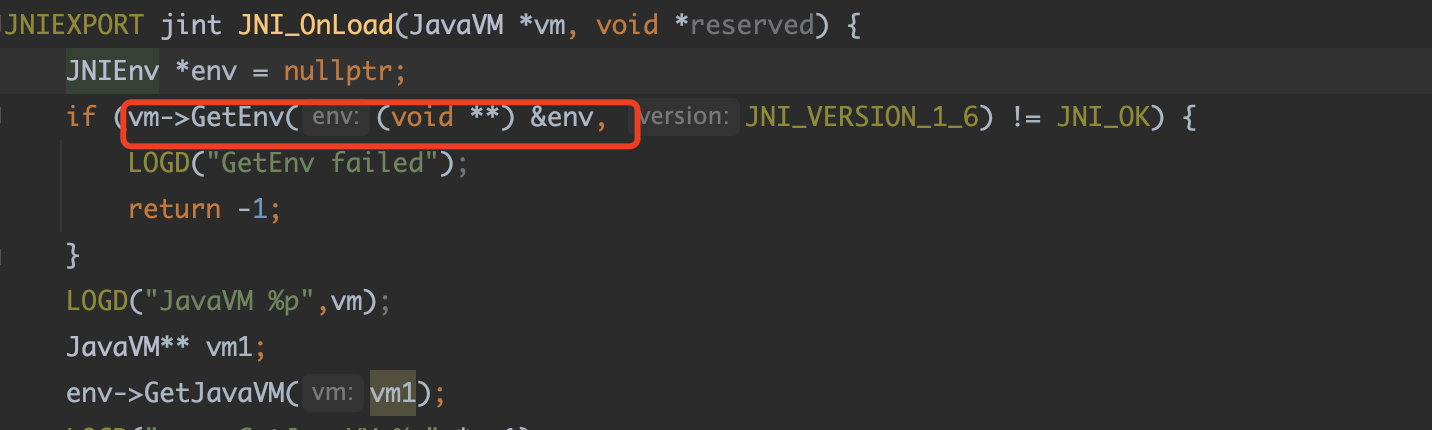 JNIEXPORT jint JNI_OnLoad(JavaVM *vm, void *reserved) {
JNIEnv *env = nullptr;
if (vm->GetEnv( env: (void **) &env, version: JNI_VERSION_1_6) != JNI_OK) {
LOGD("GetEnv failed");
return -1;
}
LOGD("JavaVM %p",vm);
JavaVM** vm1;
env->GetJavaVM( vm: vm1);